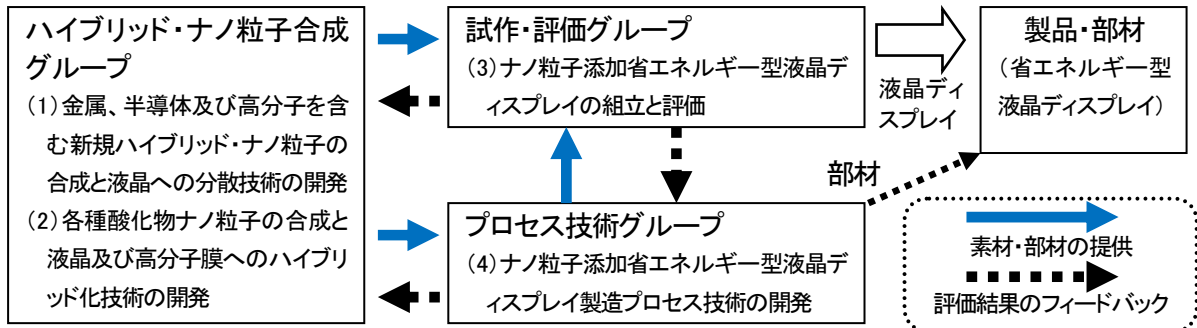 ハイブリッド・ナノ粒子合成
グループ
(1)金属、半導体及び高分子を含
む新規ハイブリッド・ナノ粒子の
合成と液晶への分散技術の開発
(2)各種酸化物ナノ粒子の合成と
液晶及び高分子膜へのハイブリ
ッド化技術の開発
試作・評価グループ
(3)ナノ粒子添加省エネルギー型液晶デ
ィスプレイの組立と評価
プロセス技術グループ
(4)ナノ粒子添加省エネルギー型液晶デ
ィスプレイ製造プロセス技術の開発
液晶ディ
スプレイ
部材
製品・部材
(省エネルギー型
液晶ディスプレイ)
素材・部材の提供
評価結果のフィードバック